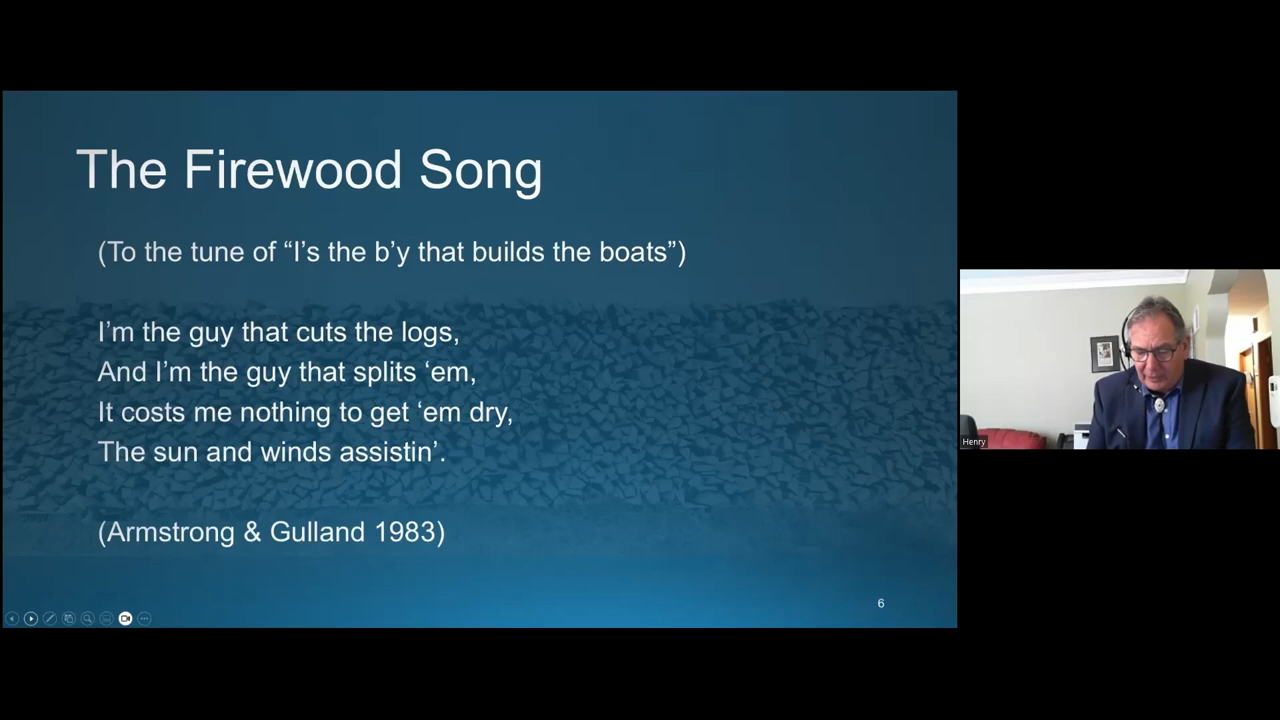 The Firewood Song
(To the tune of “I’s the b’y that builds the boats”)
I’m the guy that cuts the logs,
And I’m the guy that splits ‘em,
It costs me nothing to get ‘em dry,
The sun and winds assistin’.
(Armstrong & Gulland 1983)
6
Henry